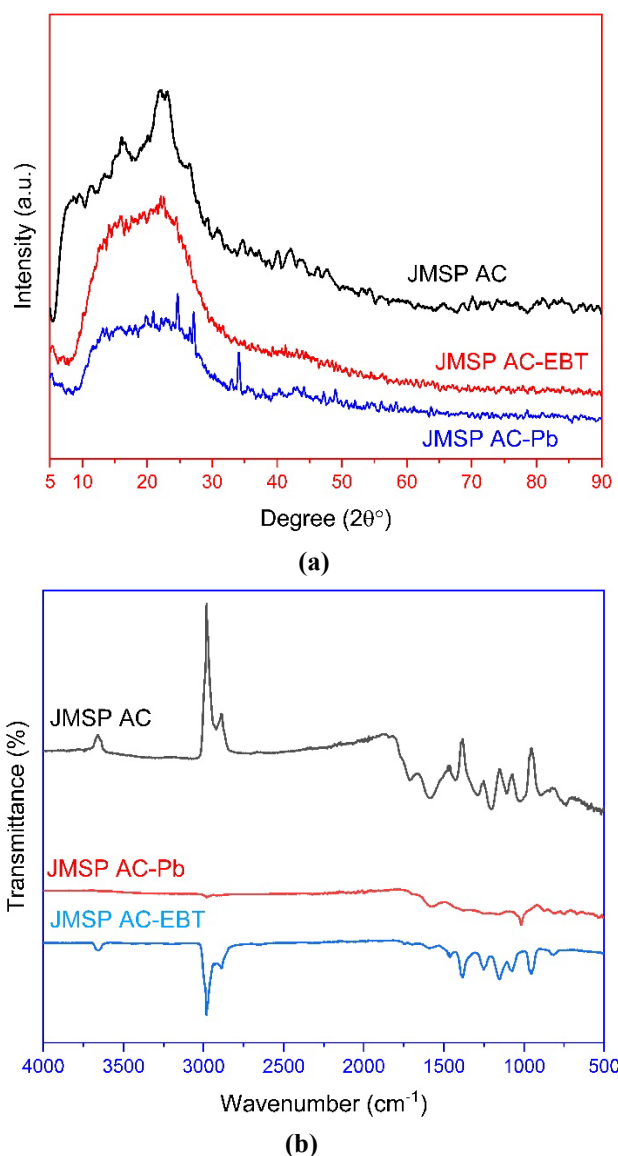 Intensity (a.u.)
JMSP AC
JMSP AC-EBT
JMSP AC-Pb
5 10 20 30 40 50 60 70 80 90
Degree (2θ°)
(a)
Transmittance (%)
JMSP AC
JMSP AC-Pb
JMSP AC-EBT
4000 3500 3000 2500 2000 1500 1000 500
Wavenumber (cm⁻¹)
(b)